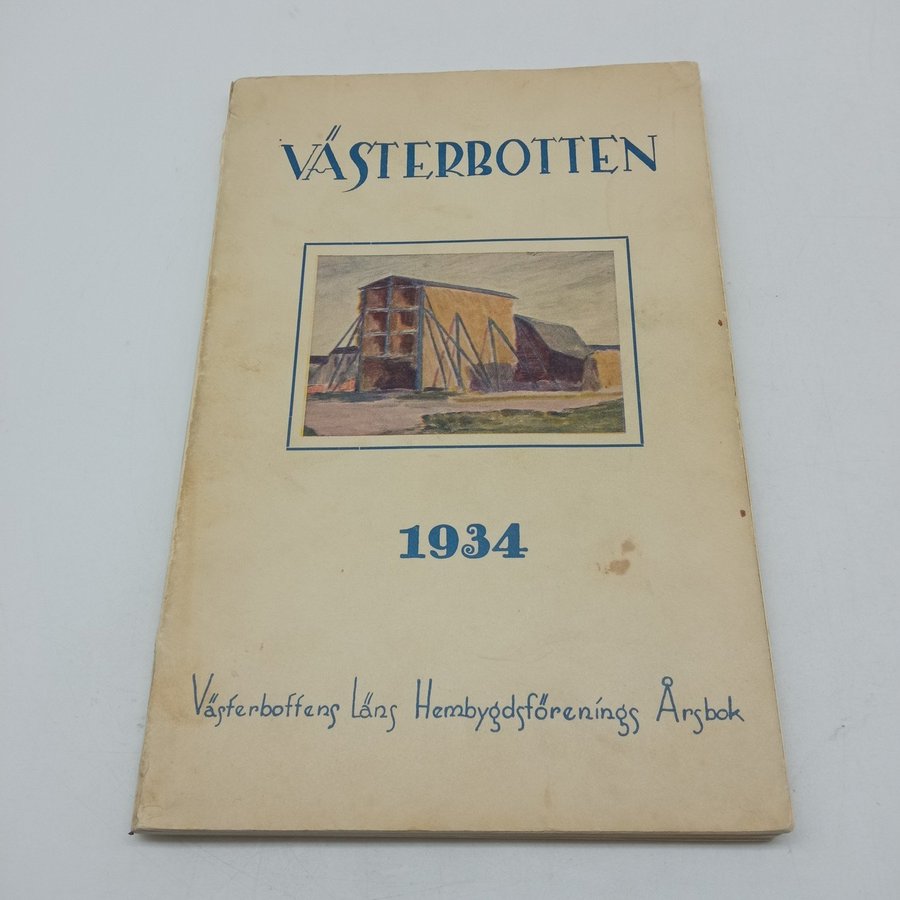 VÄSTERBOTTEN
1934
Västerbottens Läns Hembygdsförenings Årsbok